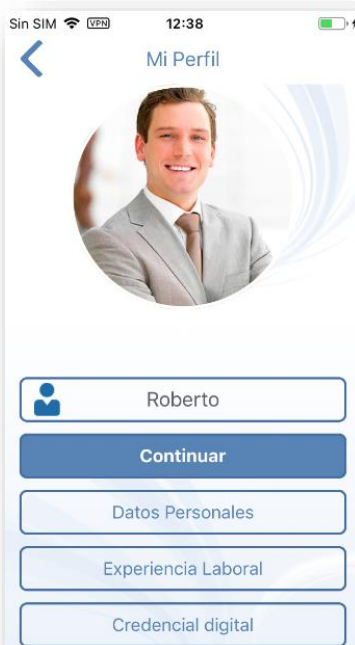 Sin SIM VPN 12:38
Mi Perfil
Roberto
Continuar
Datos Personales
Experiencia Laboral
Credencial digital